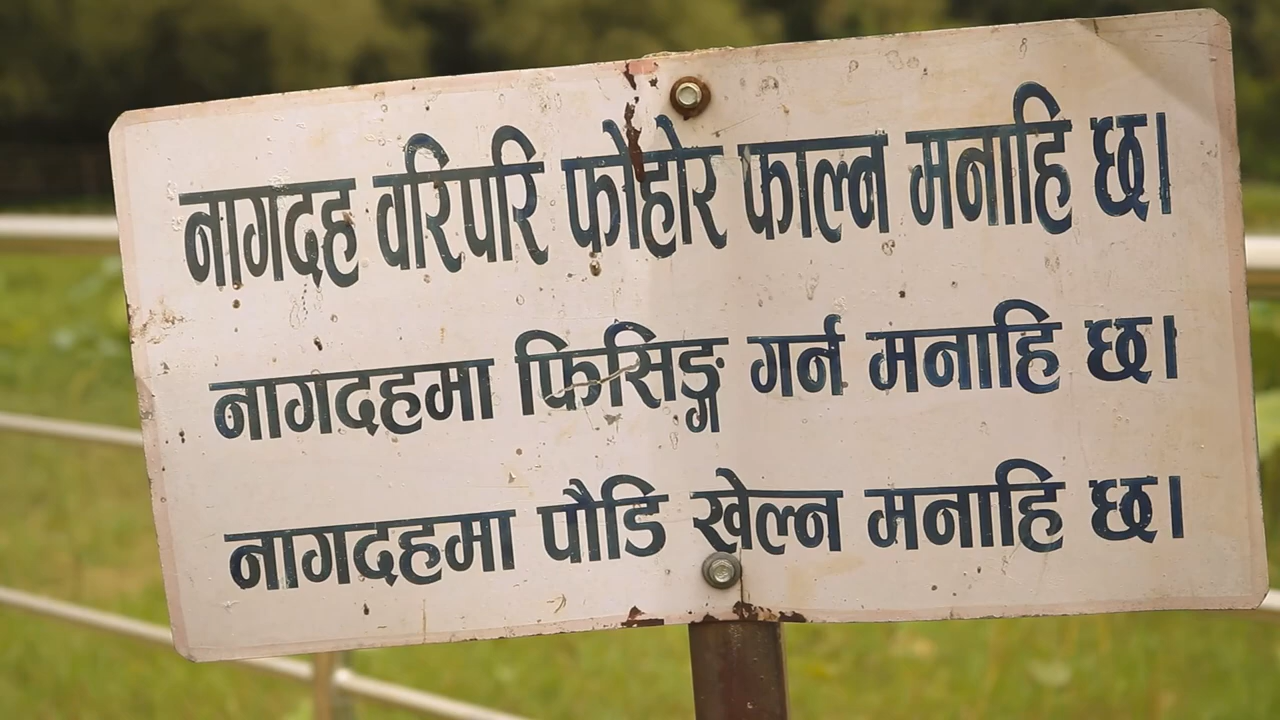 नागदह वरिपरि फोहोर फाल्न मनाहि छ।
नागदहमा फिसिङ्ग गर्न मनाहि छ।
नागदहमा पौडि खेल्न मनाहि छ।